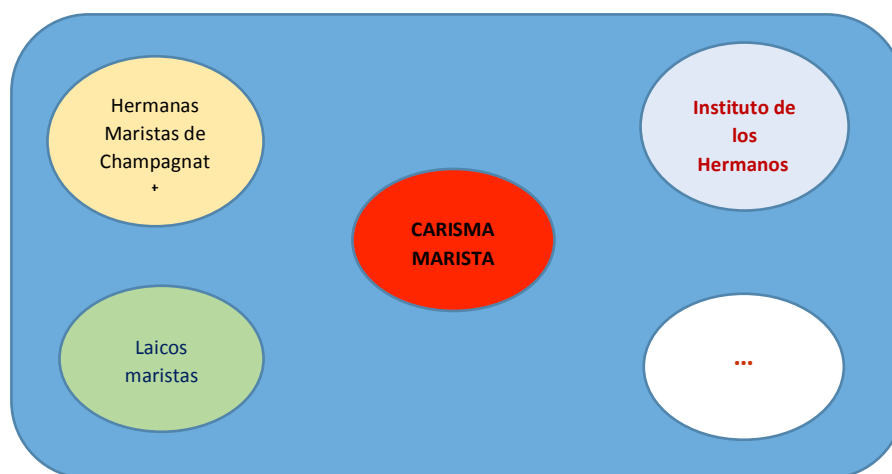 Hermanas
Maristas de
Champagnat
+
Instituto de
los
Hermanos
CARISMA
MARISTA
Laicos
maristas
...